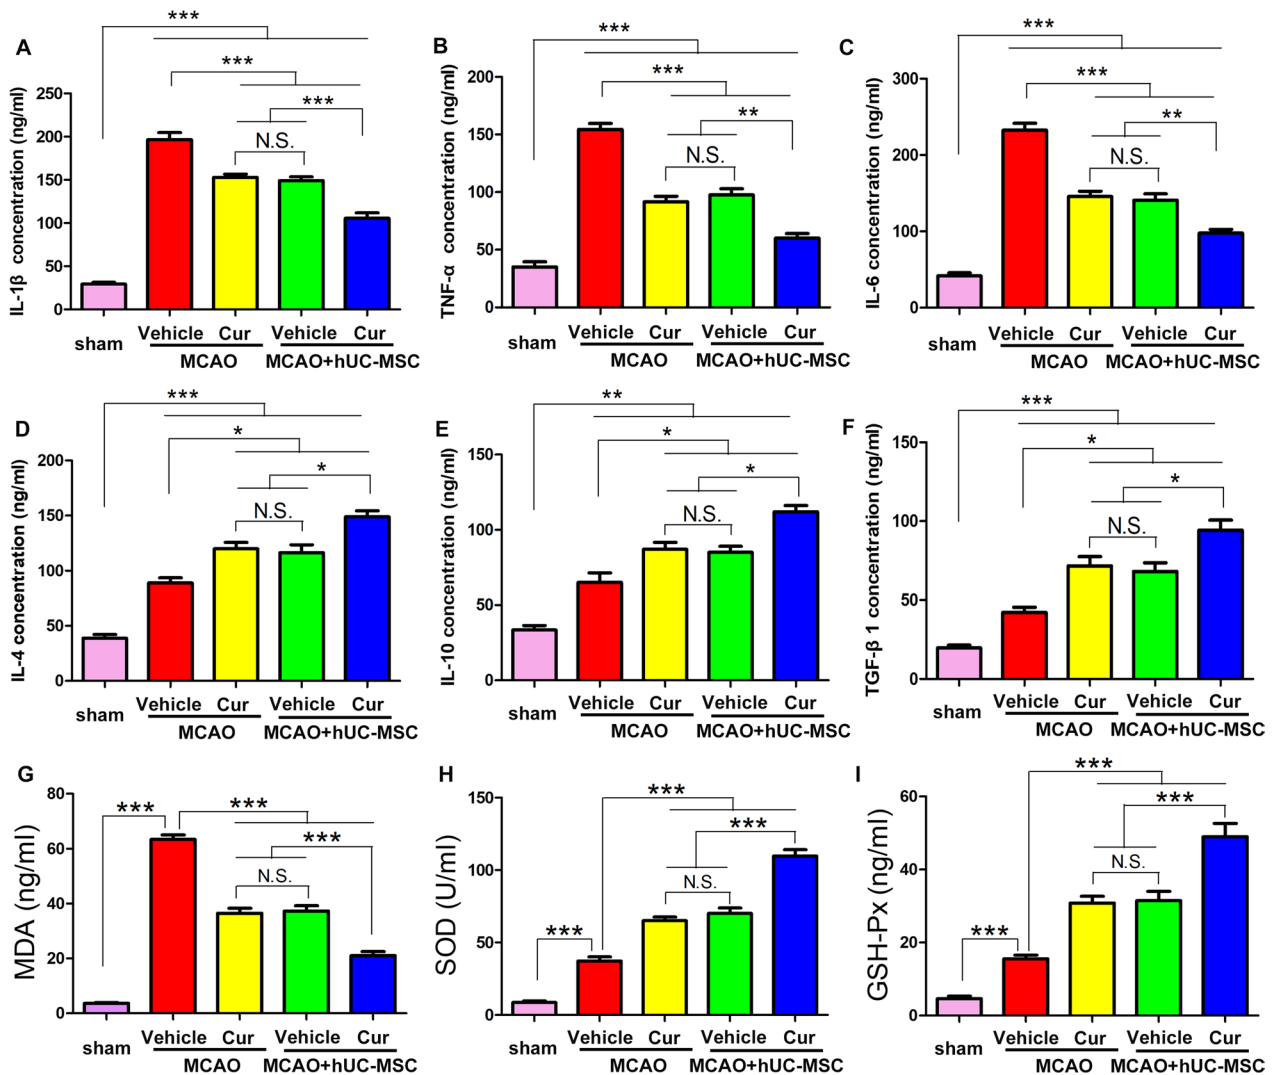 A
IL-1β concentration (ng/ml)
250
200
150
100
50
0
***
***
***
N.S.
sham
Vehicle Cur Vehicle Cur
MCAO MCAO+hUC-MSC
B
TNF-α concentration (ng/ml)
200
150
100
50
0
***
***
**
N.S.
sham
Vehicle Cur Vehicle Cur
MCAO MCAO+hUC-MSC
C
IL-6 concentration (ng/ml)
300
200
100
0
***
***
**
N.S.
sham
Vehicle Cur Vehicle Cur
MCAO MCAO+hUC-MSC
D
IL-4 concentration (ng/ml)
200
150
100
50
0
***
*
*
N.S.
sham
Vehicle Cur Vehicle Cur
MCAO MCAO+hUC-MSC
E
IL-10 concentration (ng/ml)
150
100
50
0
**
*
*
N.S.
sham
Vehicle Cur Vehicle Cur
MCAO MCAO+hUC-MSC
F
TGF-β 1 concentration (ng/ml)
150
100
50
0
***
*
*
N.S.
sham
Vehicle Cur Vehicle Cur
MCAO MCAO+hUC-MSC
G
MDA (ng/ml)
80
60
40
20
0
***
***
***
N.S.
sham
Vehicle Cur Vehicle Cur
MCAO MCAO+hUC-MSC
H
SOD (U/ml)
150
100
50
0
***
***
***
N.S.
sham
Vehicle Cur Vehicle Cur
MCAO MCAO+hUC-MSC
I
GSH-Px (ng/ml)
60
40
20
0
***
***
***
N.S.
sham
Vehicle Cur Vehicle Cur
MCAO MCAO+hUC-MSC